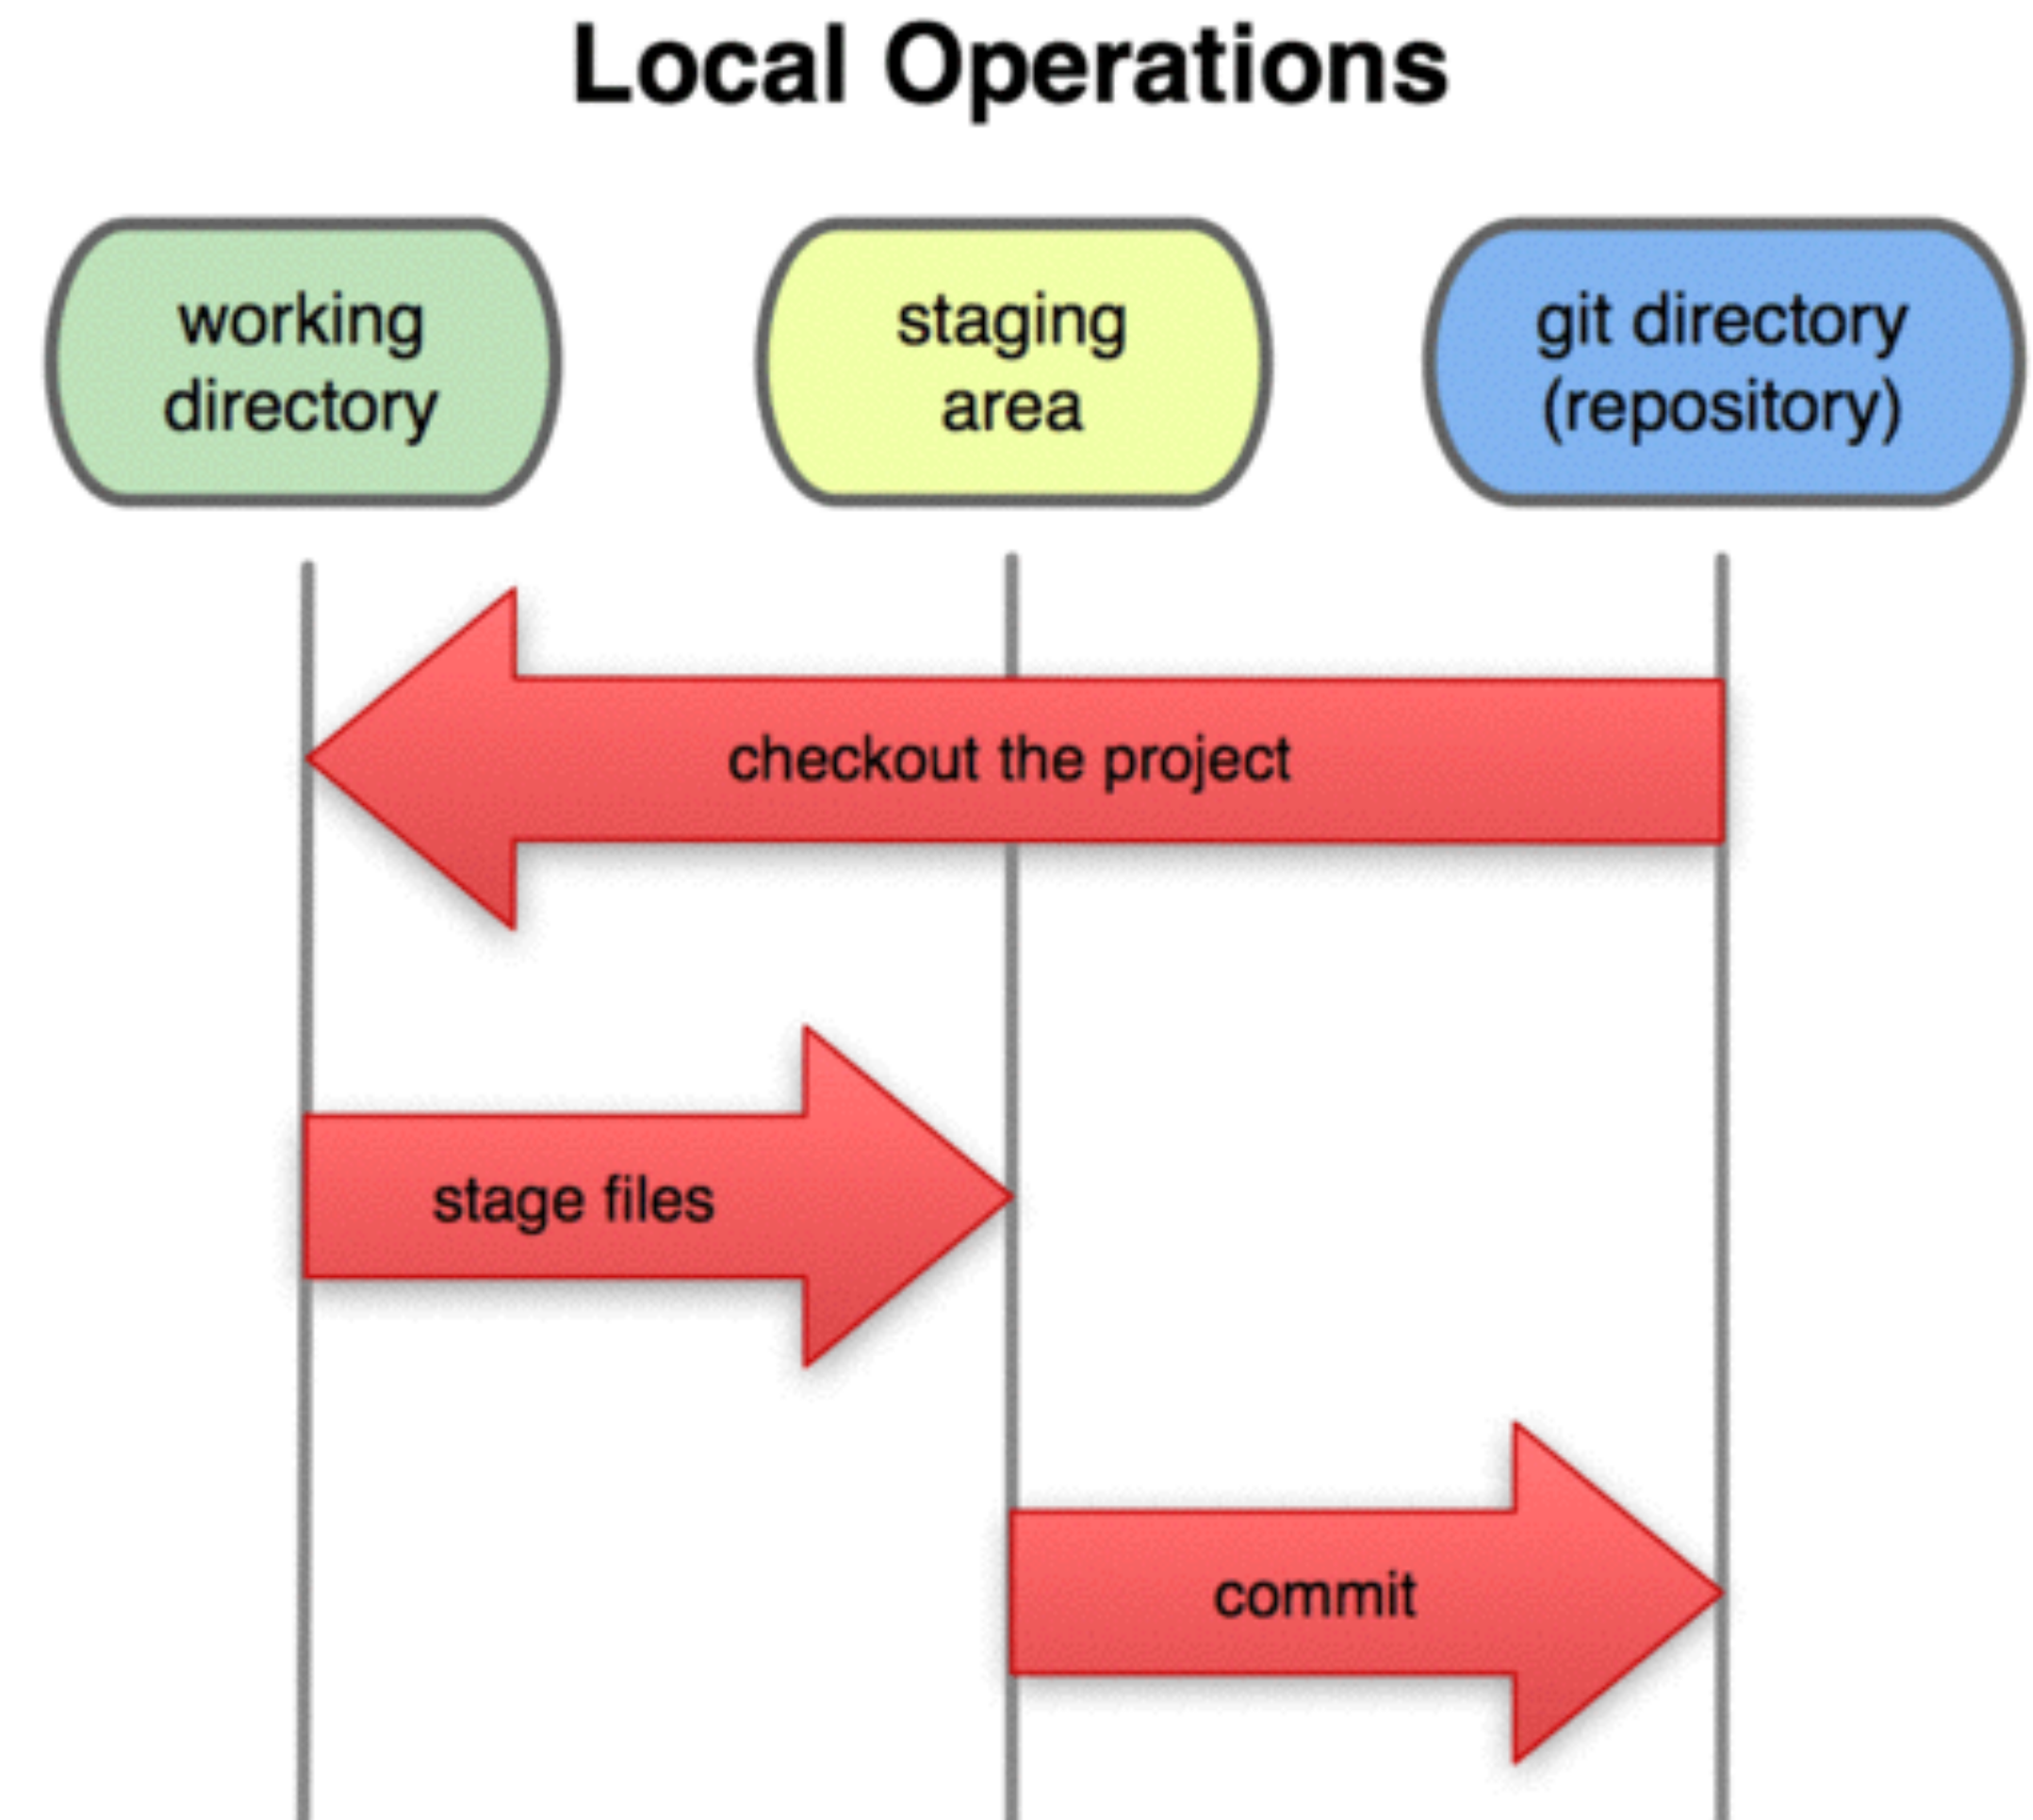 Local Operations
working
directory
staging
area
git directory
(repository)
checkout the project
stage files
commit